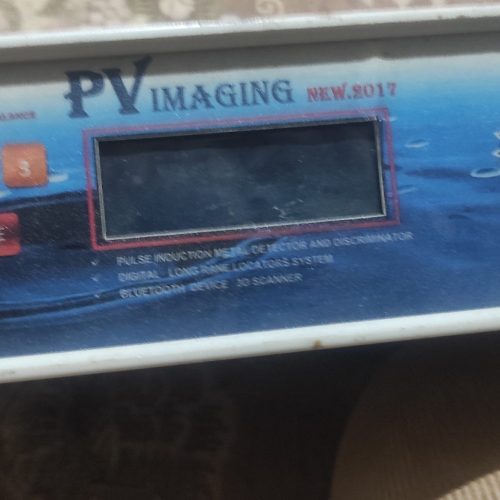 PV IMAGING NEW.2017
3
PULSE INDUCTION METAL DETECTOR AND DISCRIMINATOR
DIGITAL LONG RANE LOCATORS SYSTEM
BLUETOOTH DEVICE 3D SCANNER